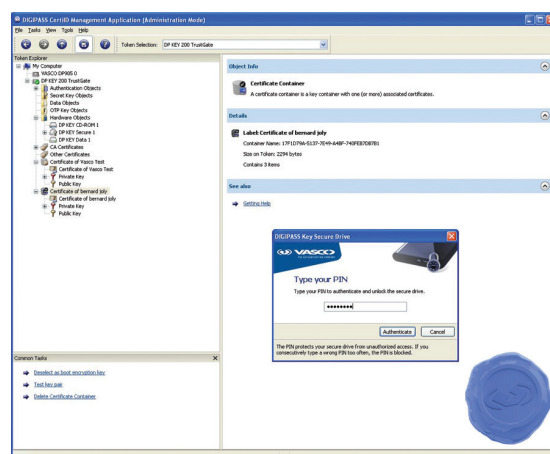 DIGIPASS CertiID Management Application (Administration Mode)
File Tasks View Tools Help
Token Selection: DP KEY 200 TrustGate
Token Explorer
My Computer
VASCO DP905 0
DP KEY 200 TrustGate
Authentication Objects
Secret Key Objects
Data Objects
OTP Key Objects
Hardware Objects
DP KEY CD-ROM 1
DP KEY Secure 1
DP KEY Data 1
CA Certificates
Other Certificates
Certificate of Vasco Test
Certificate of Vasco Test
Private Key
Public Key
Certificate of bernard joly
Certificate of bernard joly
Private Key
Public Key
Common Tasks
Deselect as boot encryption key
Test key pair
Delete Certificate Container
Object Info
Certificate Container
A certificate container is a key container with one (or more) associated certificates.
Details
Label: Certificate of bernard joly
Container Name: 17F1D79A-5137-7E49-A48F-740FEB7D87B1
Size on Token: 2294 bytes
Contains 3 items
See also
Getting Help
DIGIPASS Key Secure Drive
VASCO
Type your PIN
Type your PIN to authenticate and unlock the secure drive.
Authenticate Cancel
The PIN protects your secure drive from unauthorized access. If you
consecutively type a wrong PIN too often, the PIN is blocked.